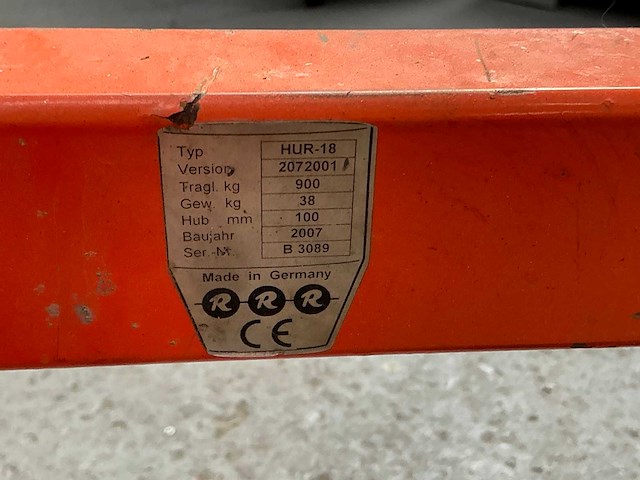 Typ HUR-18
Version 2072001
Tragl. kg 900
Gew. kg 38
Hub mm 100
Baujahr 2007
Ser.-Nr. B 3089
Made in Germany
R R R
CE